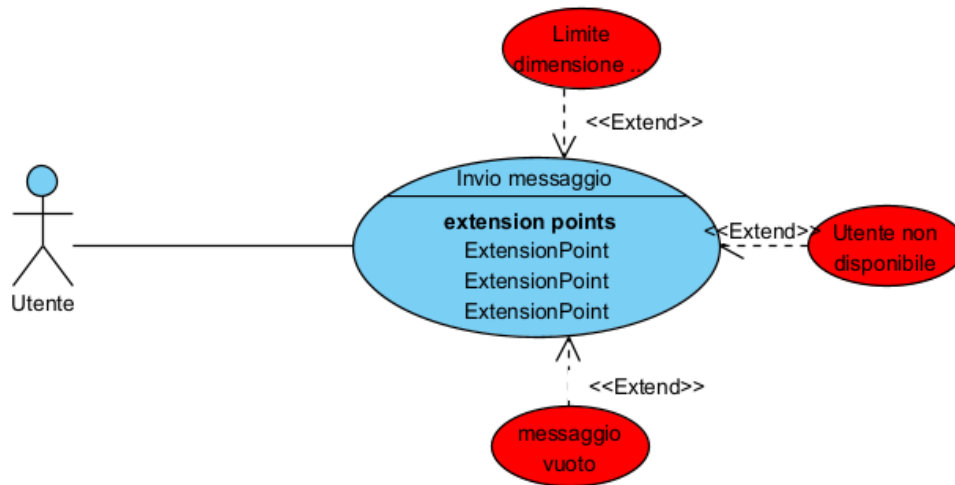 Limite
dimensione ...
<<Extend>>
Invio messaggio
extension points
ExtensionPoint
ExtensionPoint
ExtensionPoint
<<Extend>>
Utente non
disponibile
Utente
<<Extend>>
messaggio
vuoto